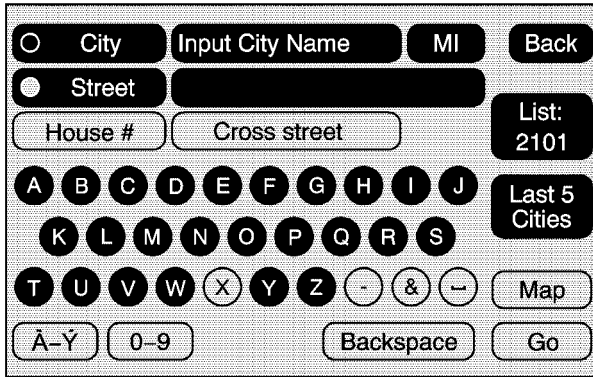 City Input City Name MI Back
Street
List:
2101
House # Cross street
A B C D E F G H I J
Last 5
Cities
K L M N O P Q R S
T U V W X Y Z - & ⌴ Map
À–Ý 0–9 Backspace Go